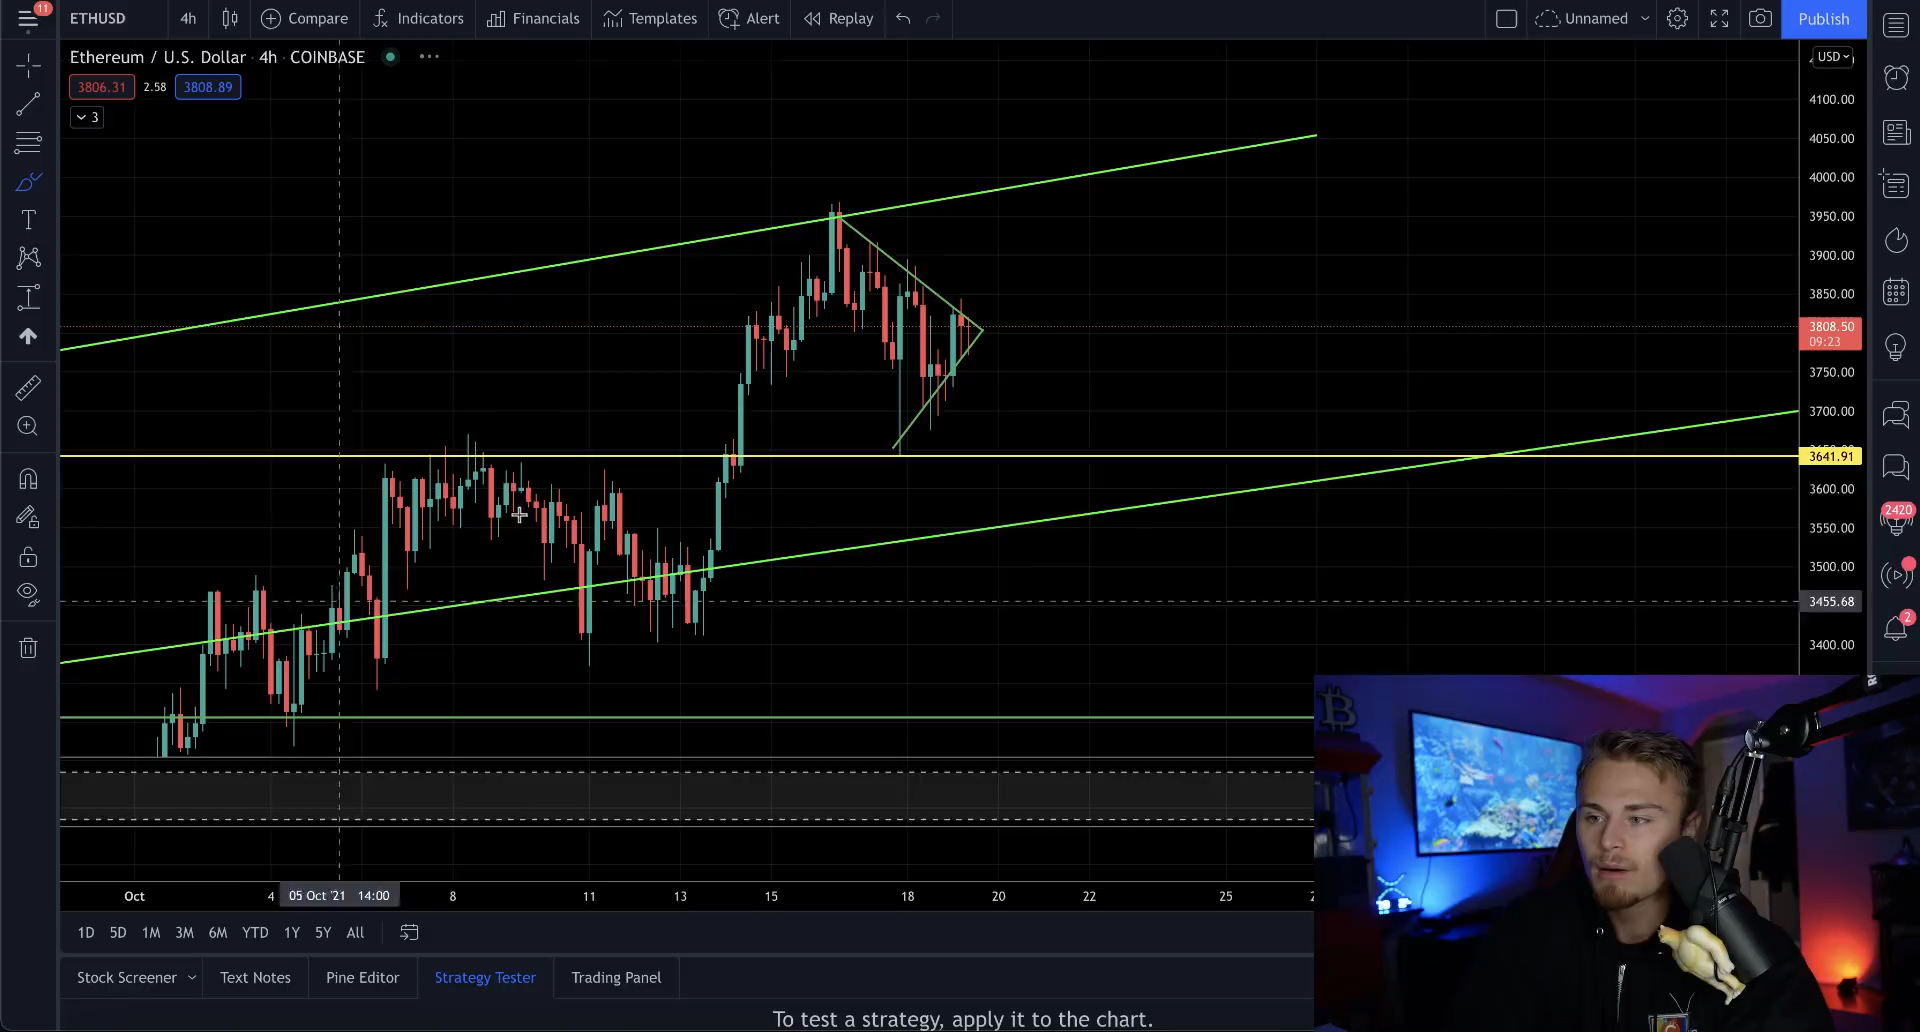 11
ETHUSD
4h
Compare
Indicators
Financials
Templates
Alert
Replay
Unnamed
Publish
Ethereum / U.S. Dollar · 4h · COINBASE
USD
3806.31 2.58 3808.89
3
4100.00
4050.00
4000.00
3950.00
3900.00
3850.00
3808.50
09:23
3750.00
3700.00
3641.91
3600.00
3550.00
3500.00
3455.68
3400.00
2420
2
Oct 4 05 Oct '21 14:00 8 11 13 15 18 20 22 25
1D 5D 1M 3M 6M YTD 1Y 5Y All
Stock Screener Text Notes Pine Editor Strategy Tester Trading Panel
To test a strategy, apply it to the chart.